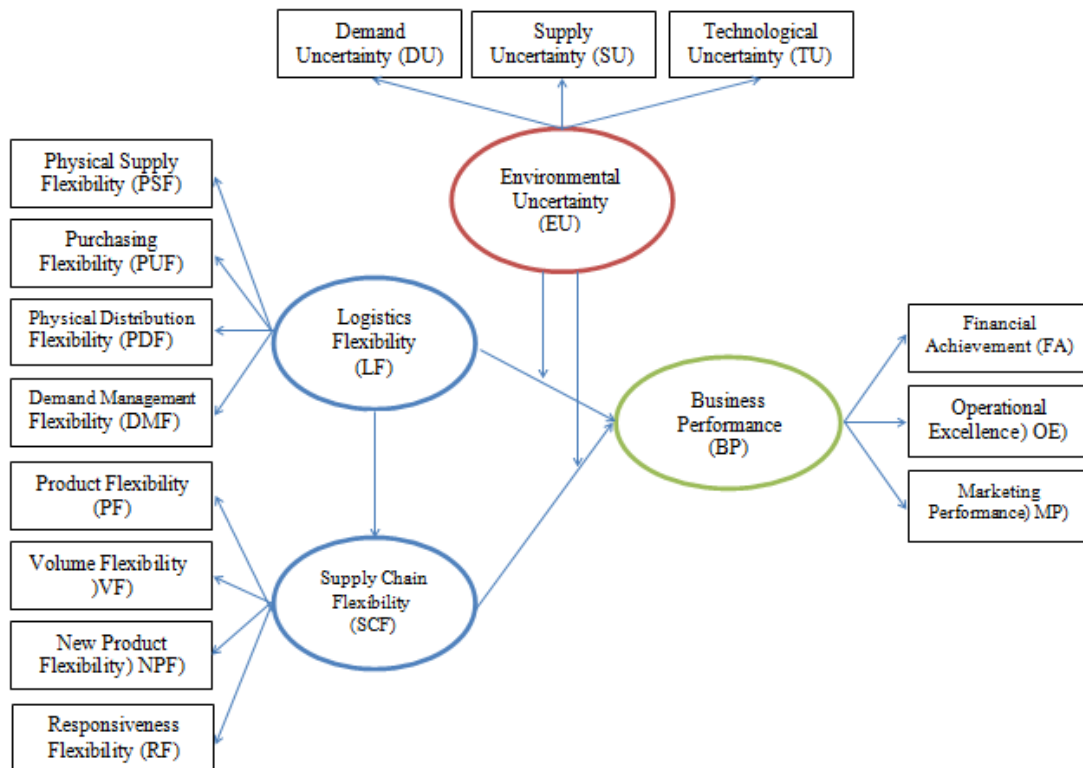 Demand
Uncertainty (DU)
Supply
Uncertainty (SU)
Technological
Uncertainty (TU)
Environmental
Uncertainty
(EU)
Physical Supply
Flexibility (PSF)
Purchasing
Flexibility (PUF)
Physical Distribution
Flexibility (PDF)
Demand Management
Flexibility (DMF)
Logistics
Flexibility
(LF)
Product Flexibility
(PF)
Volume Flexibility
)VF)
New Product
Flexibility) NPF)
Responsiveness
Flexibility (RF)
Supply Chain
Flexibility
(SCF)
Business
Performance
(BP)
Financial
Achievement (FA)
Operational
Excellence) OE)
Marketing
Performance) MP)